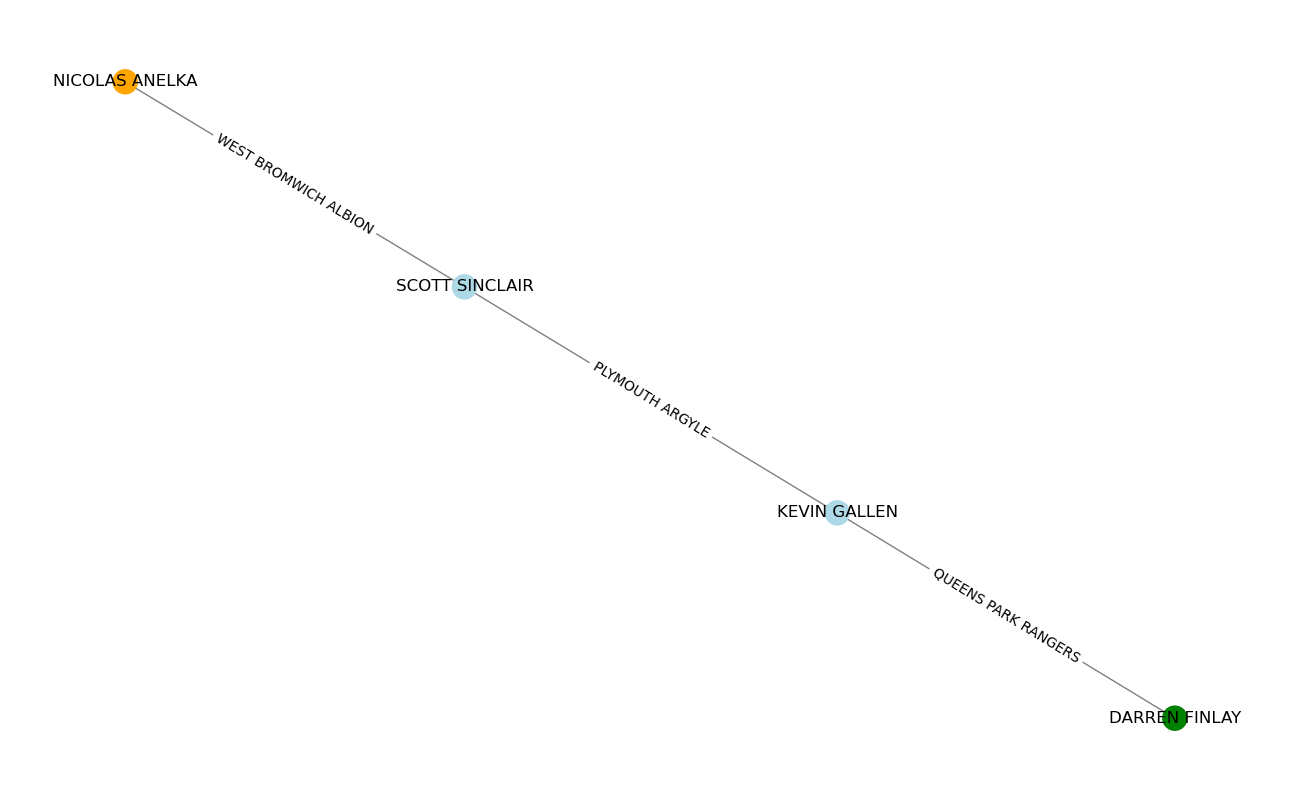 NICOLAS ANELKA
WEST BROMWICH ALBION
SCOTT SINCLAIR
PLYMOUTH ARGYLE
KEVIN GALLEN
QUEENS PARK RANGERS
DARREN FINLAY